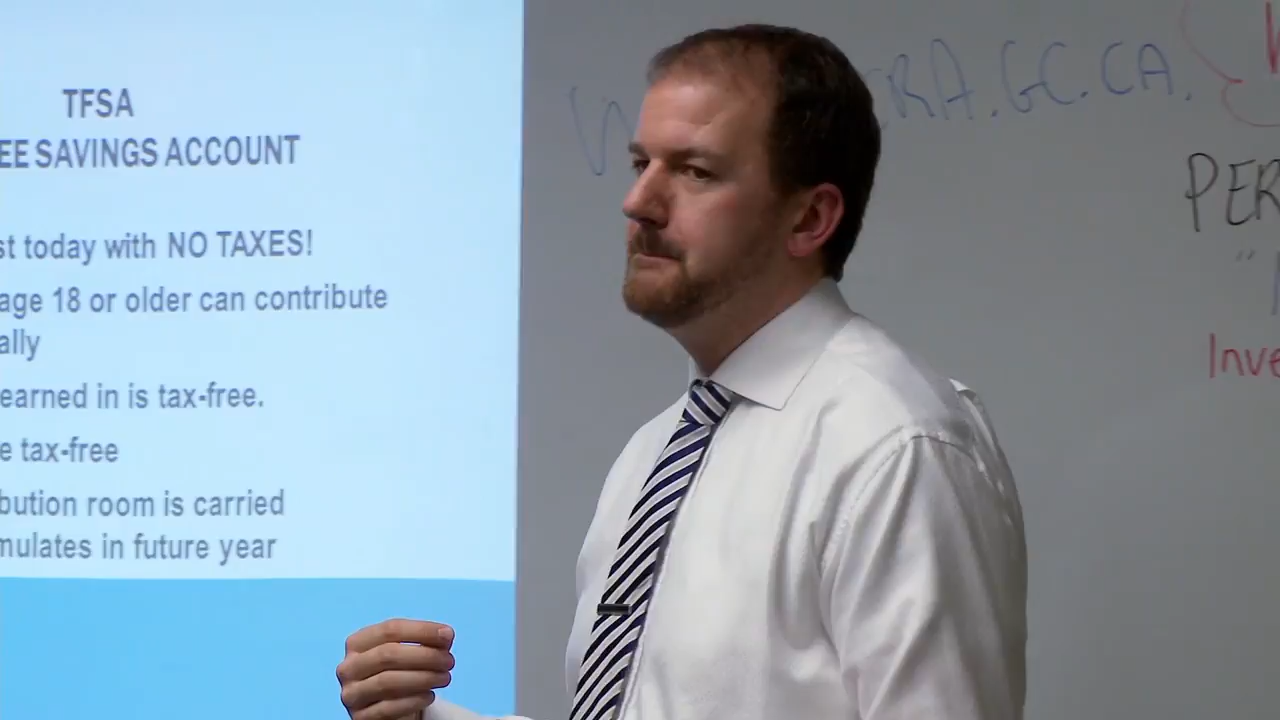 TFSA
EE SAVINGS ACCOUNT
st today with NO TAXES!
age 18 or older can contribute
ally
earned in is tax-free.
e tax-free
bution room is carried
mulates in future year
W RA.GC.CA.
PER
"
Inve